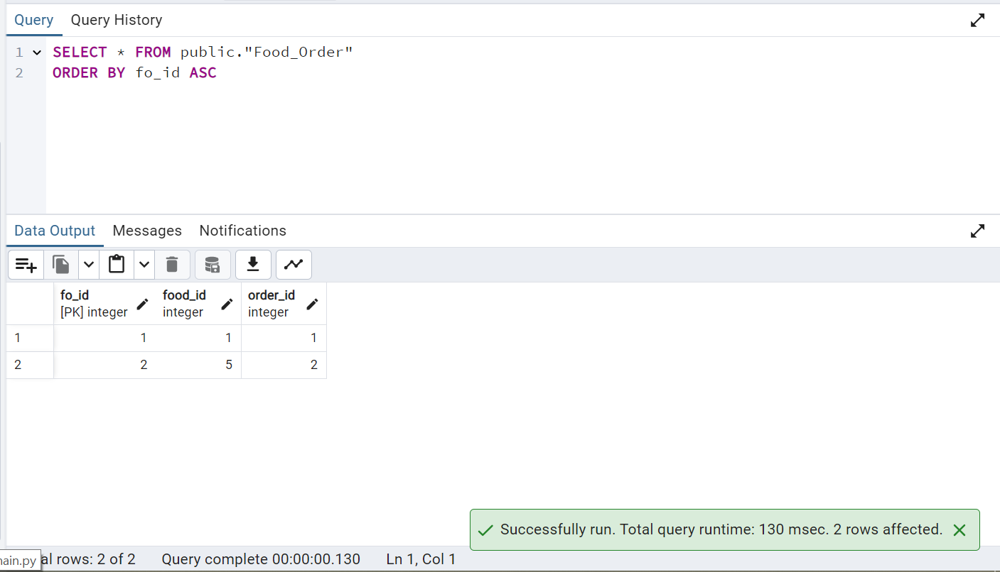 Query Query History
1 SELECT * FROM public."Food_Order"
2 ORDER BY fo_id ASC
Data Output Messages Notifications
fo_id food_id order_id
[PK] integer integer integer
1 1 1 1
2 2 5 2
Successfully run. Total query runtime: 130 msec. 2 rows affected.
al rows: 2 of 2 Query complete 00:00:00.130 Ln 1, Col 1
ain.py